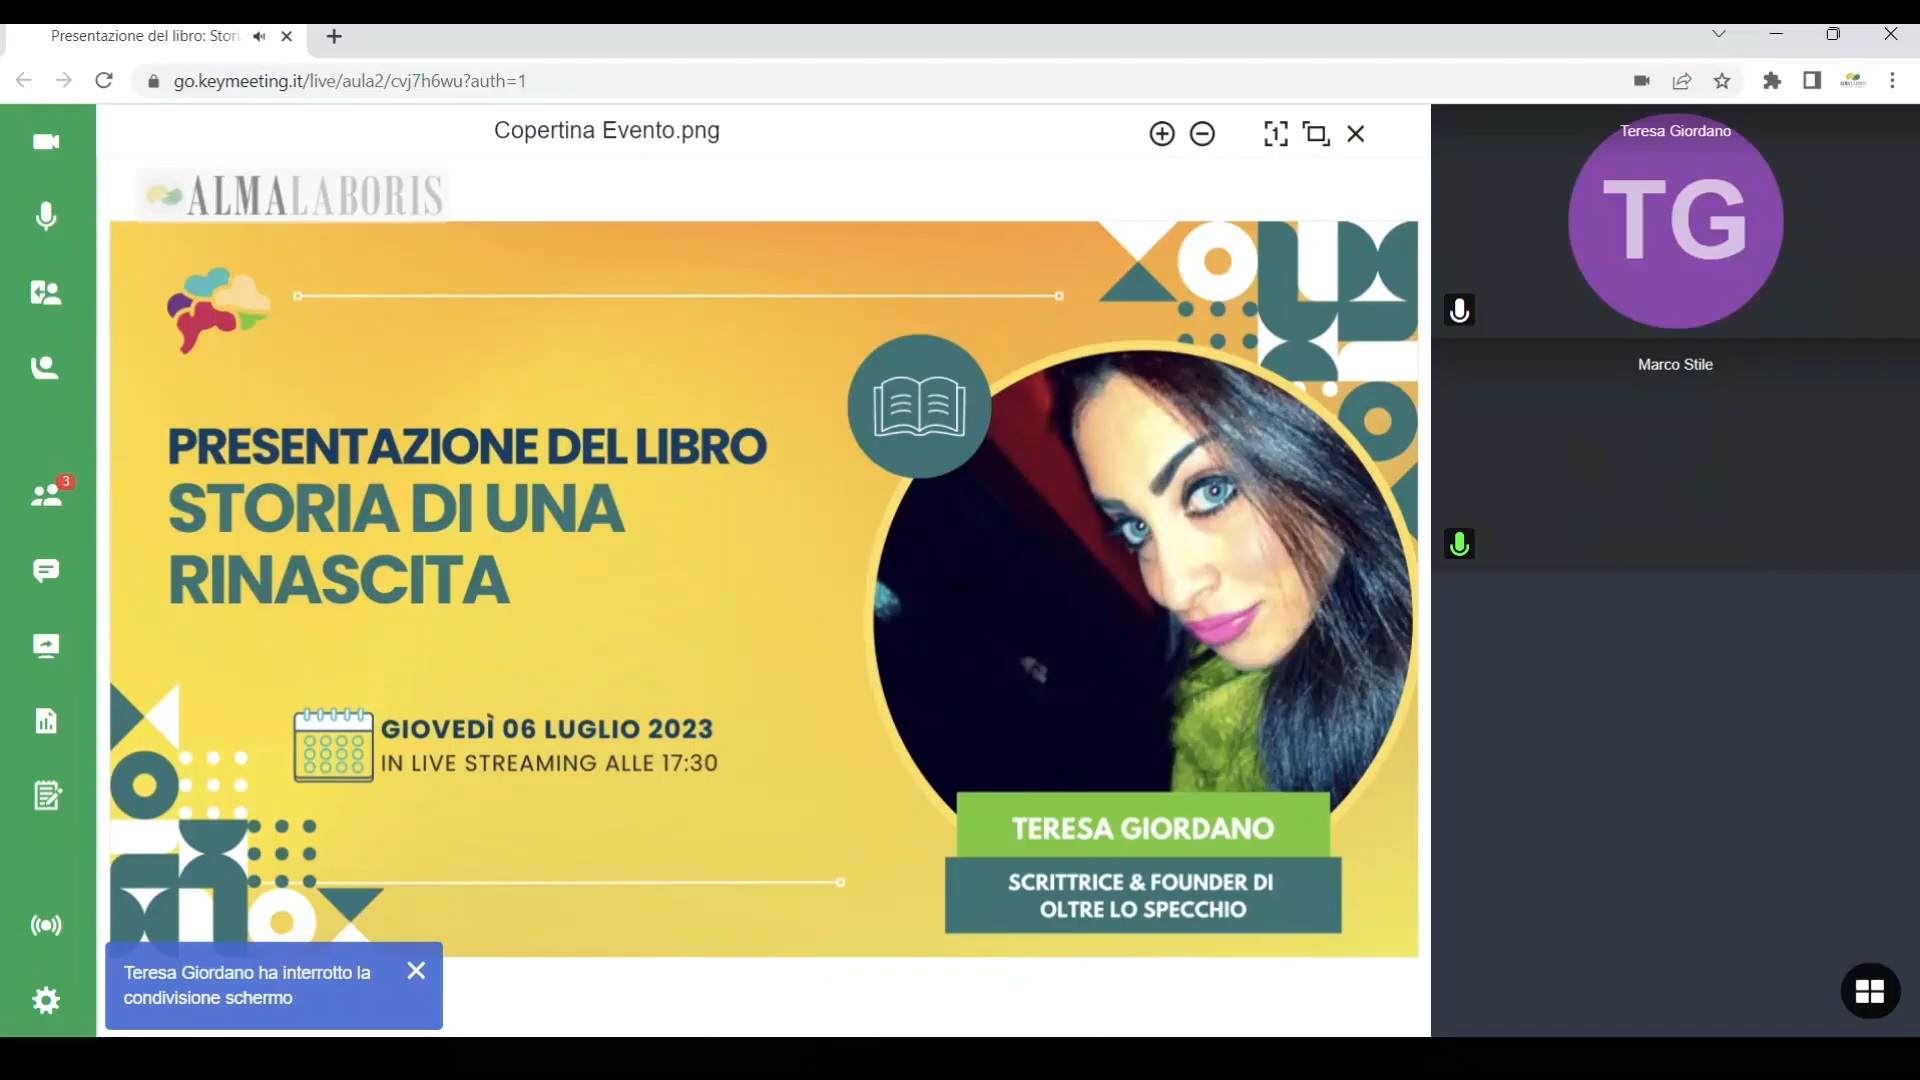 Presentazione del libro: Stori
go.keymeeting.it/live/aula2/cvj7h6wu?auth=1
Copertina Evento.png
ALMALABORIS
PRESENTAZIONE DEL LIBRO
STORIA DI UNA
RINASCITA
GIOVEDÌ 06 LUGLIO 2023
IN LIVE STREAMING ALLE 17:30
TERESA GIORDANO
SCRITTRICE & FOUNDER DI
OLTRE LO SPECCHIO
Teresa Giordano ha interrotto la
condivisione schermo
3
1
Teresa Giordano
TG
Marco Stile